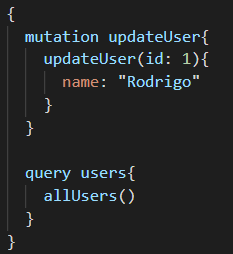 {
  mutation updateUser{
    updateUser(id: 1){
      name: "Rodrigo"
    }
  }

  query users{
    allUsers()
  }
}